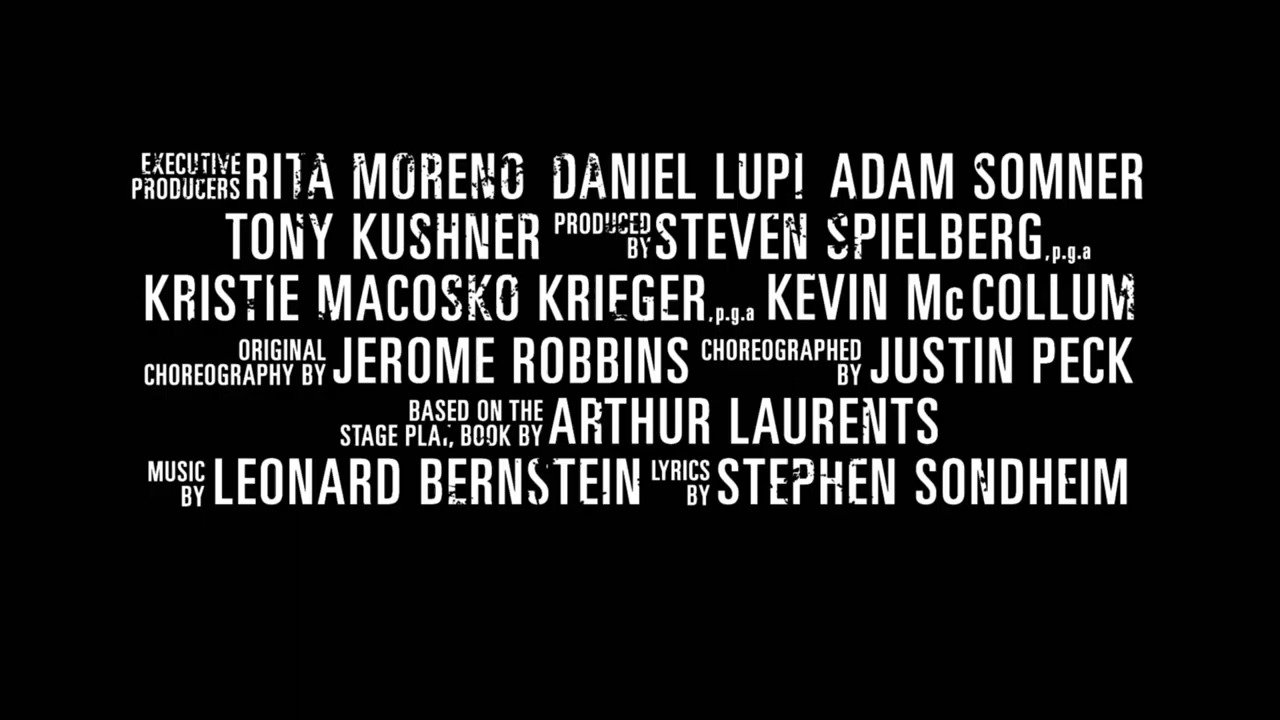 EXECUTIVE PRODUCERS RITA MORENO DANIEL LUPI ADAM SOMNER
TONY KUSHNER PRODUCED BY STEVEN SPIELBERG, p.g.a
KRISTIE MACOSKO KRIEGER, p.g.a KEVIN McCOLLUM
ORIGINAL CHOREOGRAPHY BY JEROME ROBBINS CHOREOGRAPHED BY JUSTIN PECK
BASED ON THE STAGE PLAY, BOOK BY ARTHUR LAURENTS
MUSIC BY LEONARD BERNSTEIN LYRICS BY STEPHEN SONDHEIM